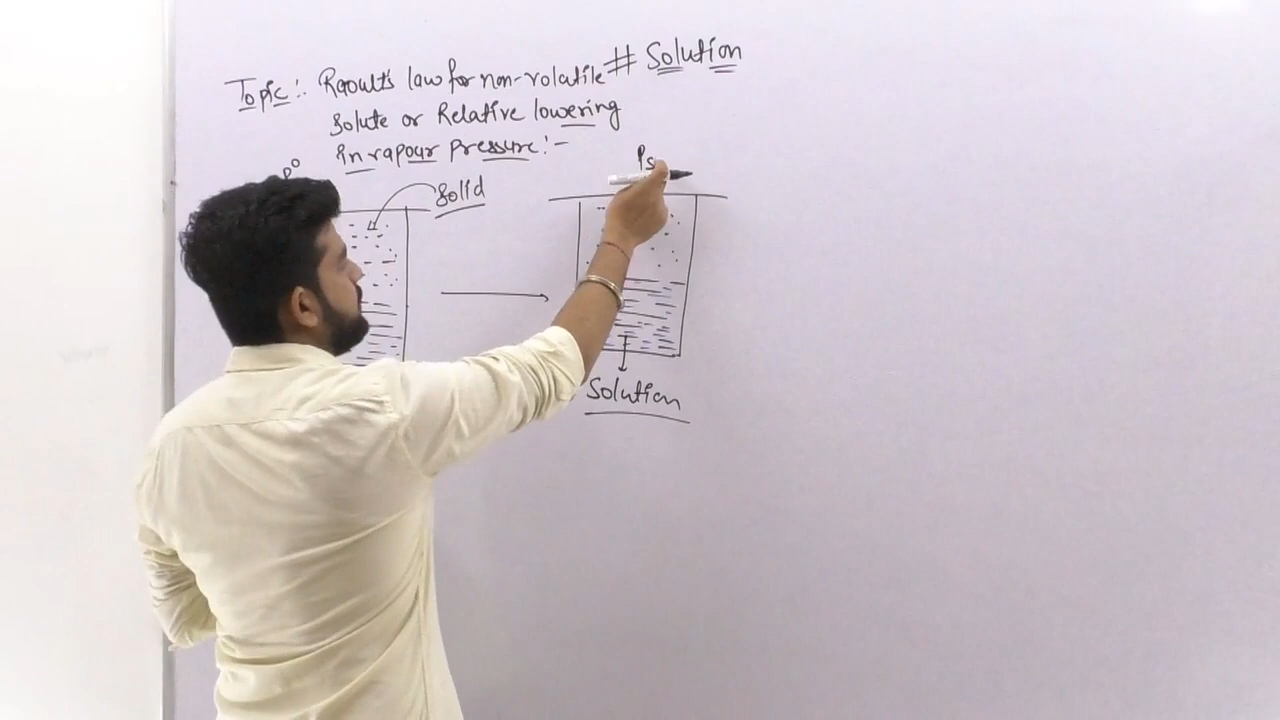 # Solution
Topic:- Raoult's law for non-volatile
solute or Relative lowering
in vapour pressure:-
P°
Solid
Ps
Solution